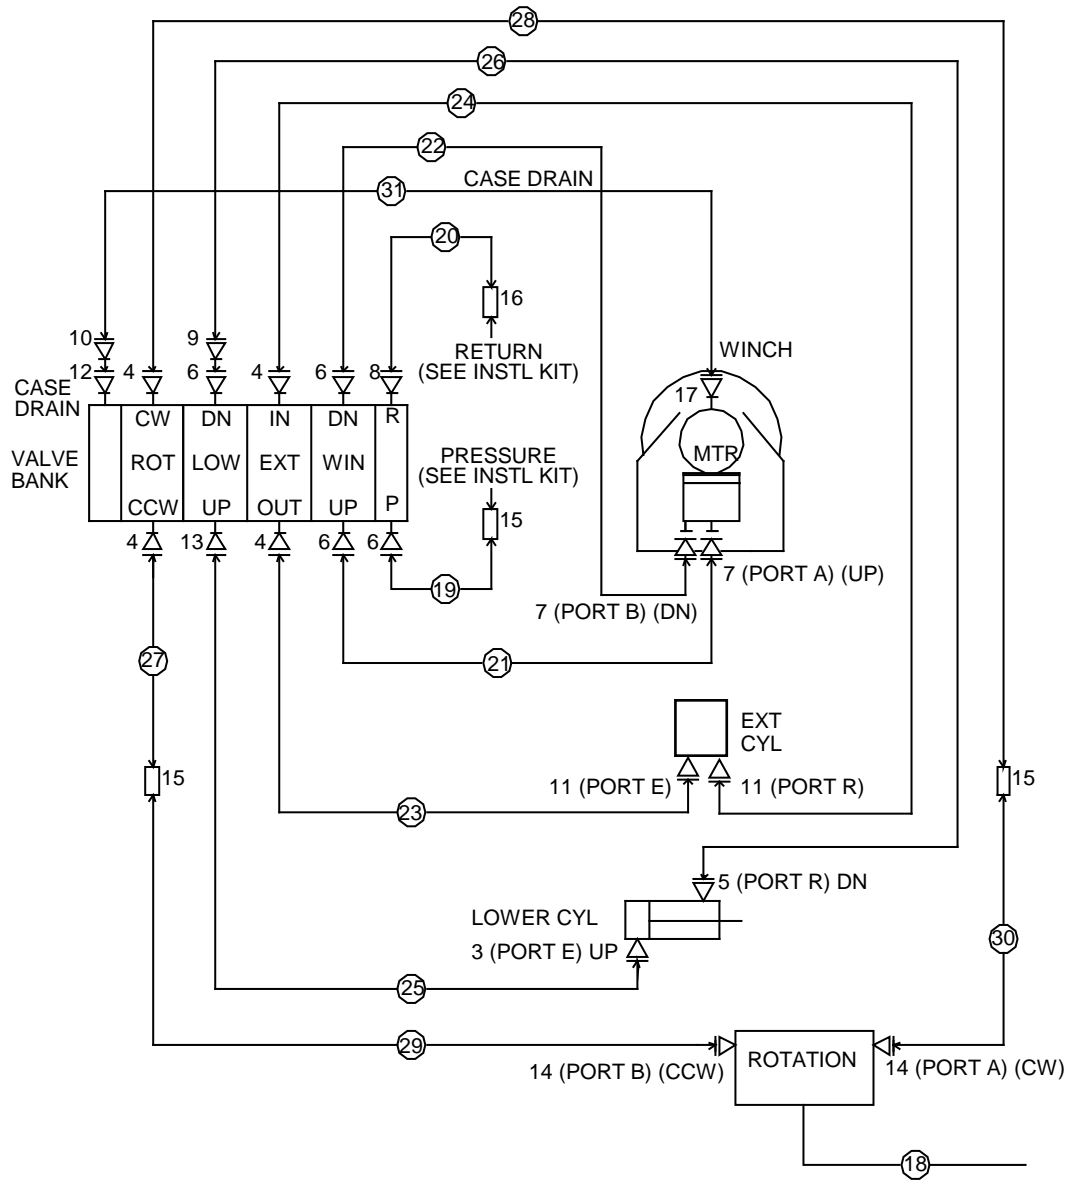 28
26
24
22
CASE DRAIN
31
20
16
10
9
RETURN
(SEE INSTL KIT)
WINCH
12
4
6
4
6
8
CASE
DRAIN
17
CW
DN
IN
DN
R
MTR
VALVE
BANK
ROT
LOW
EXT
WIN
PRESSURE
(SEE INSTL KIT)
CCW
UP
OUT
UP
P
15
4
13
4
6
6
7 (PORT A) (UP)
19
7 (PORT B) (DN)
27
21
EXT
CYL
15
11 (PORT E)
11 (PORT R)
15
23
5 (PORT R) DN
LOWER CYL
3 (PORT E) UP
30
25
29
ROTATION
14 (PORT B) (CCW)
14 (PORT A) (CW)
18